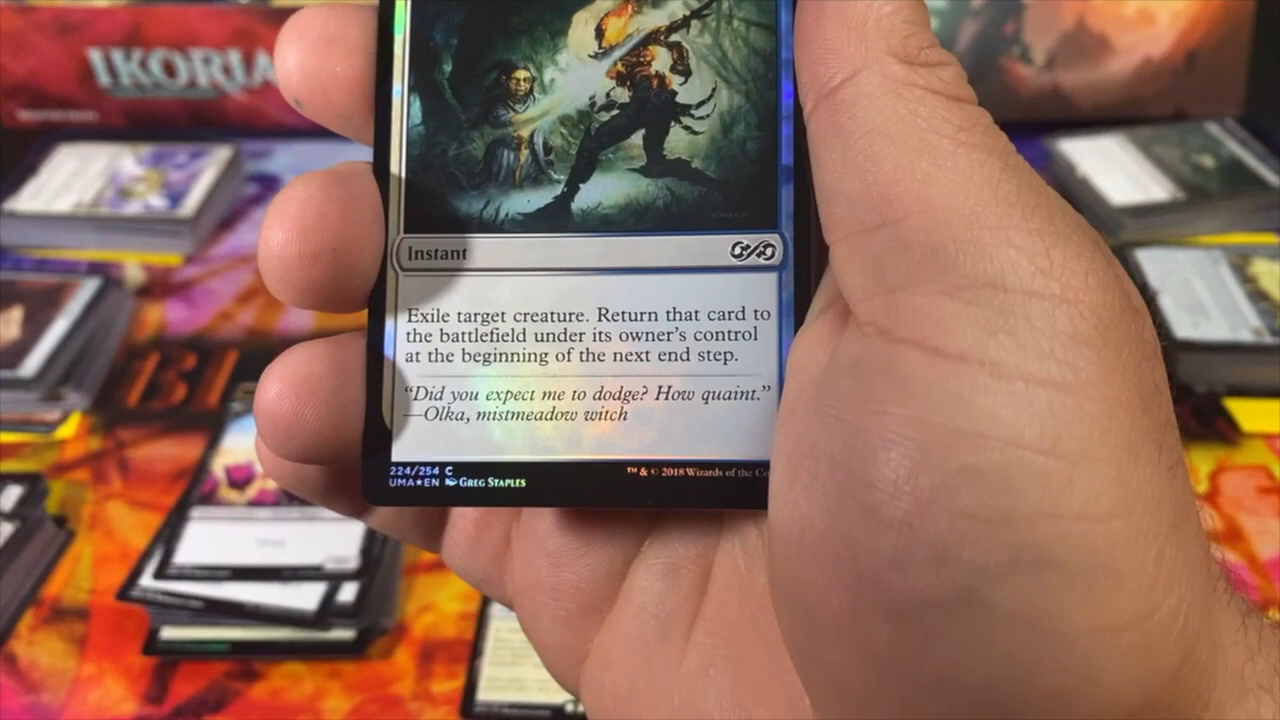 IKORIA
Instant
Exile target creature. Return that card to
the battlefield under its owner's control
at the beginning of the next end step.
"Did you expect me to dodge? How quaint."
—Olka, mistmeadow witch
224/254 C
™ & © 2018 Wizards of the Co
UMA★EN Greg Staples